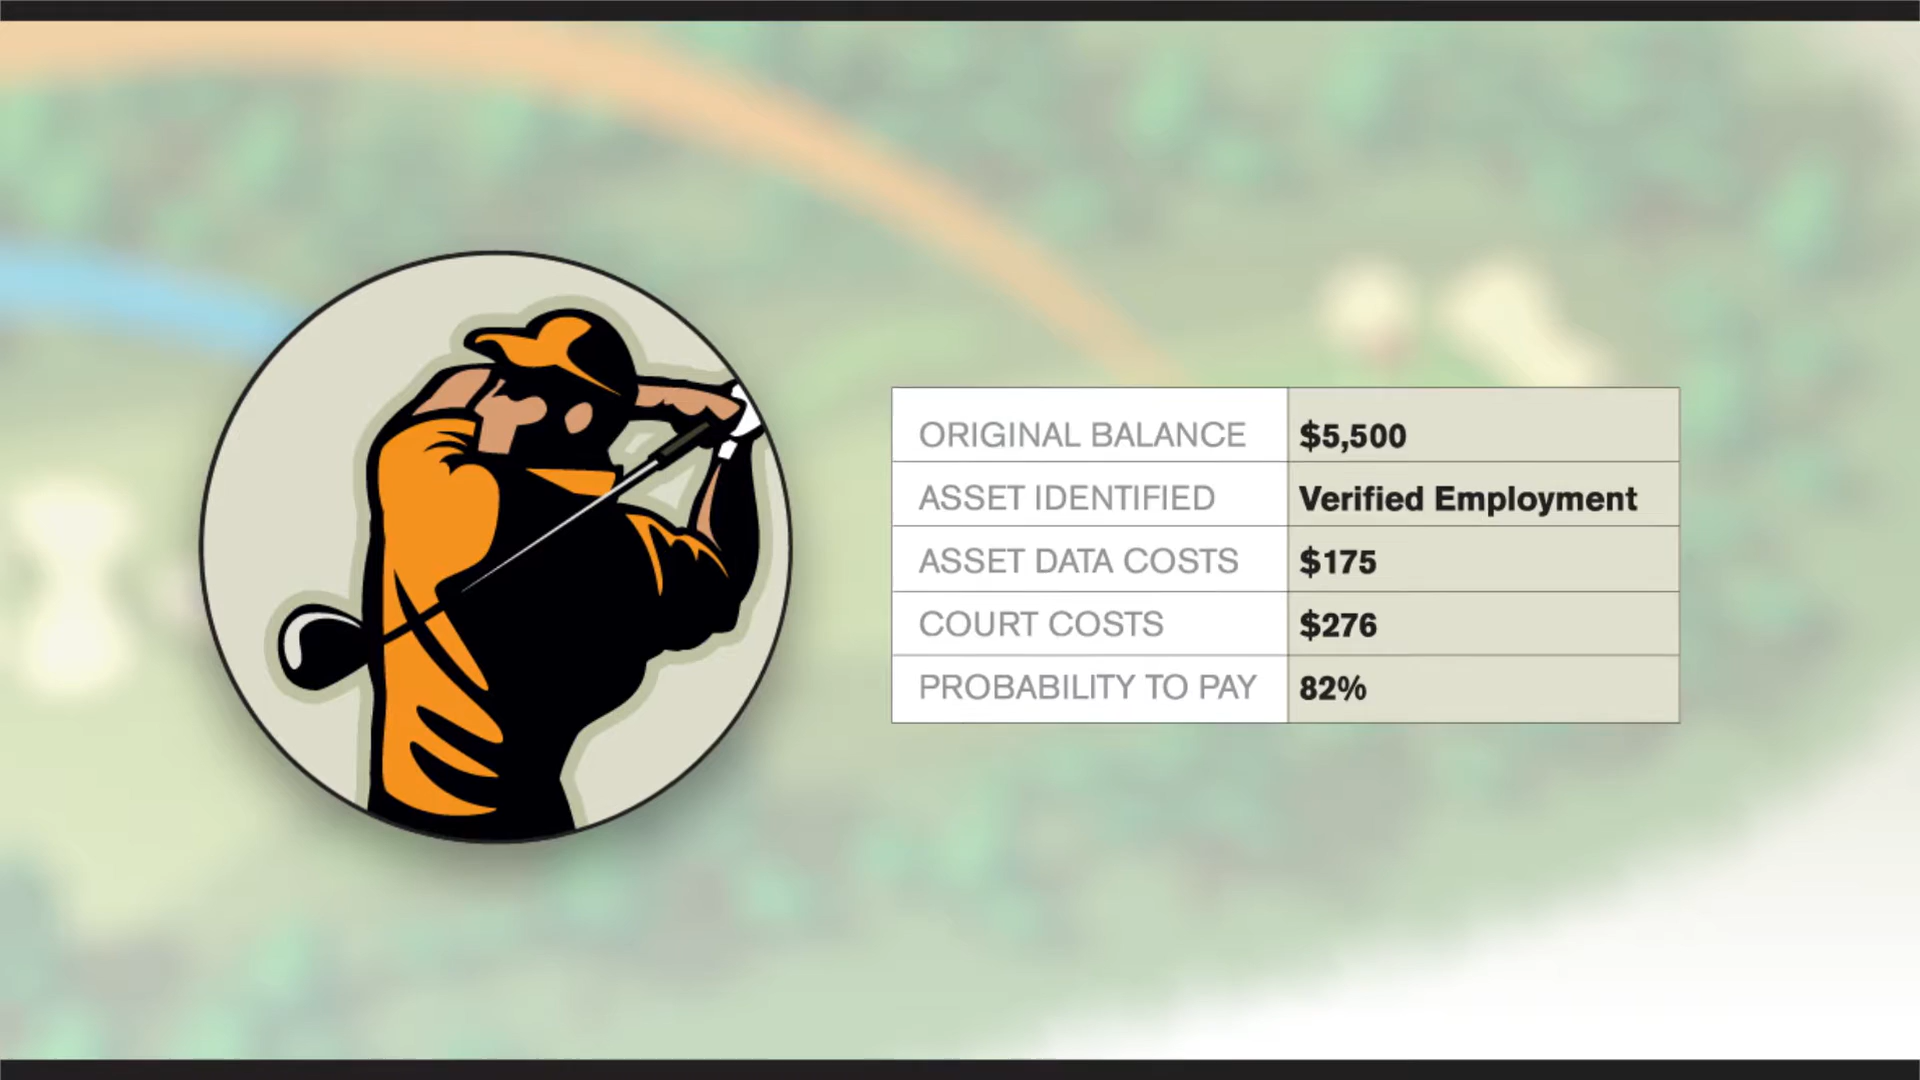 ORIGINAL BALANCE $5,500
ASSET IDENTIFIED Verified Employment
ASSET DATA COSTS $175
COURT COSTS $276
PROBABILITY TO PAY 82%